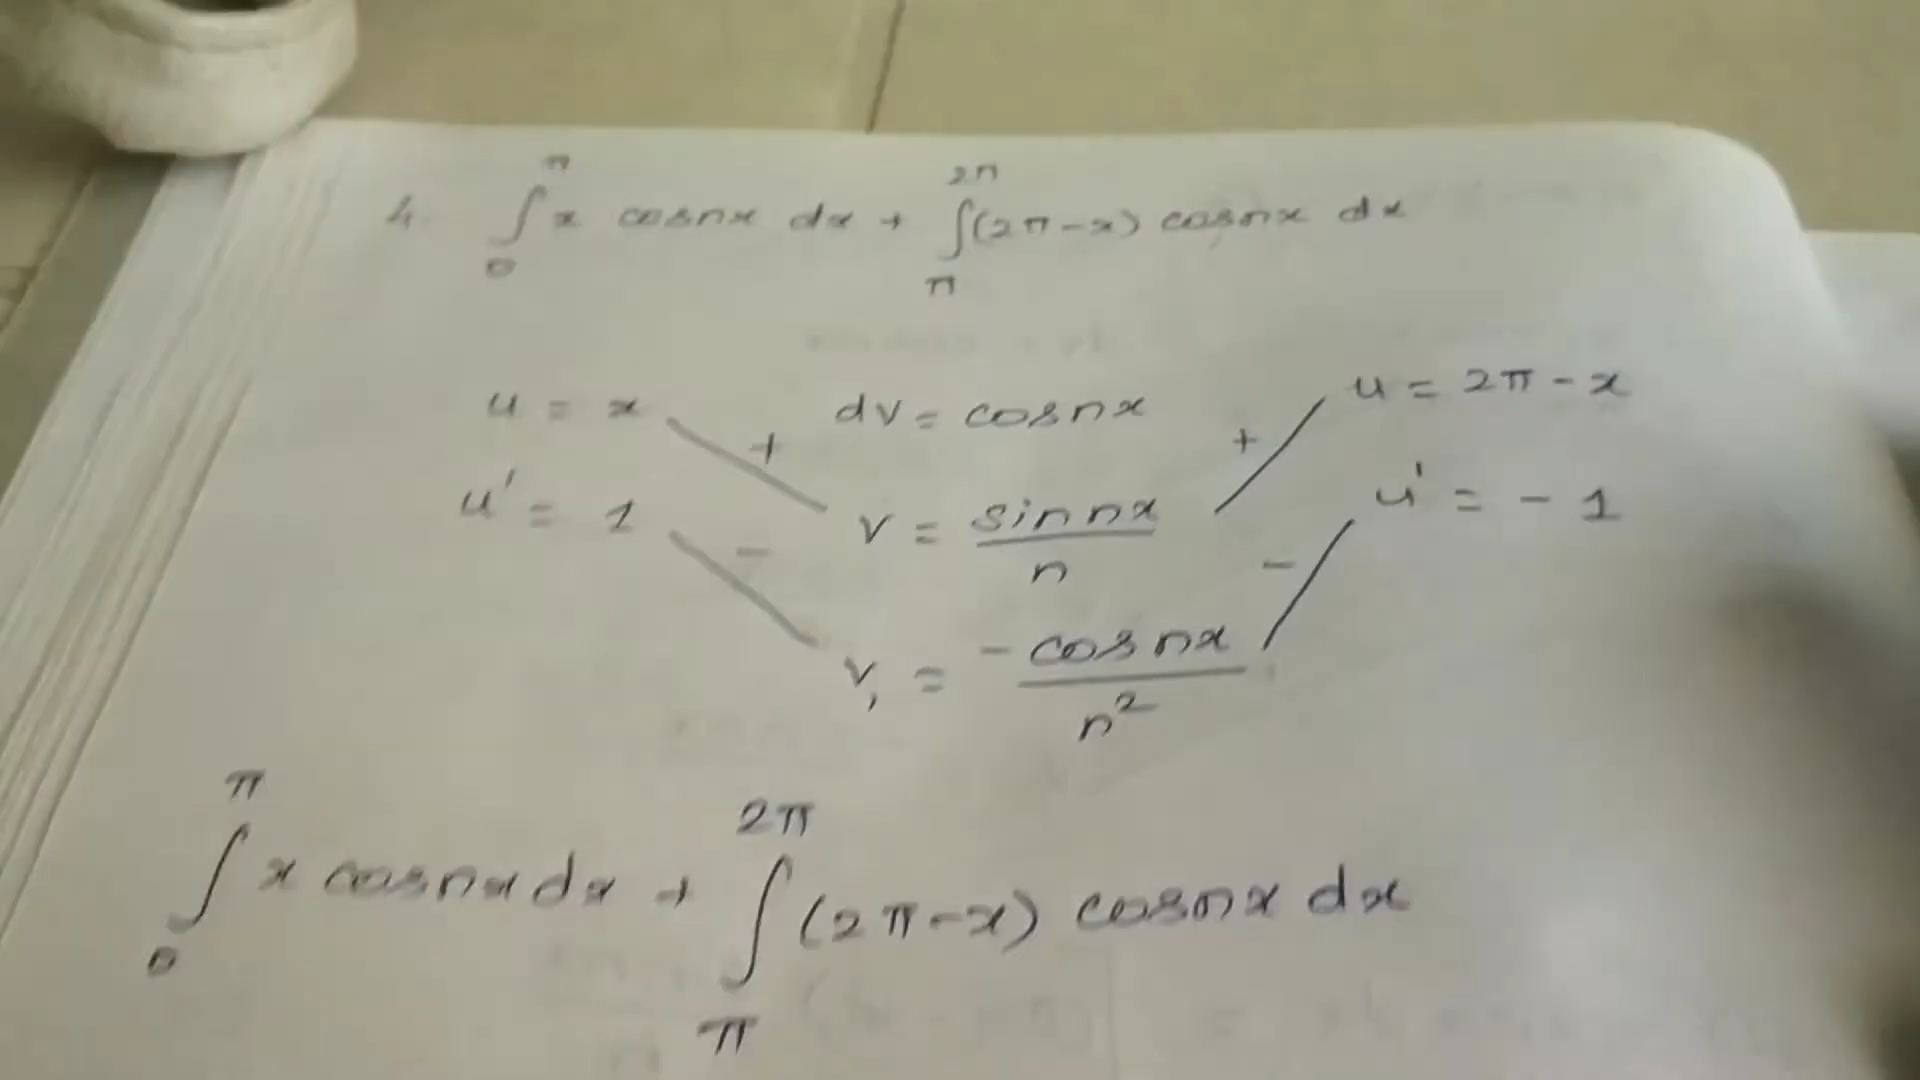 4. ∫₀^π x cosnx dx + ∫_π^2π (2π-x) cosnx dx
u = x dv = cosnx u = 2π - x
+ +
u' = 1 v = sinnx/n u' = - 1
- -
v₁ = -cosnx/n²
∫₀^π x cosnx dx + ∫_π^2π (2π-x) cosnx dx